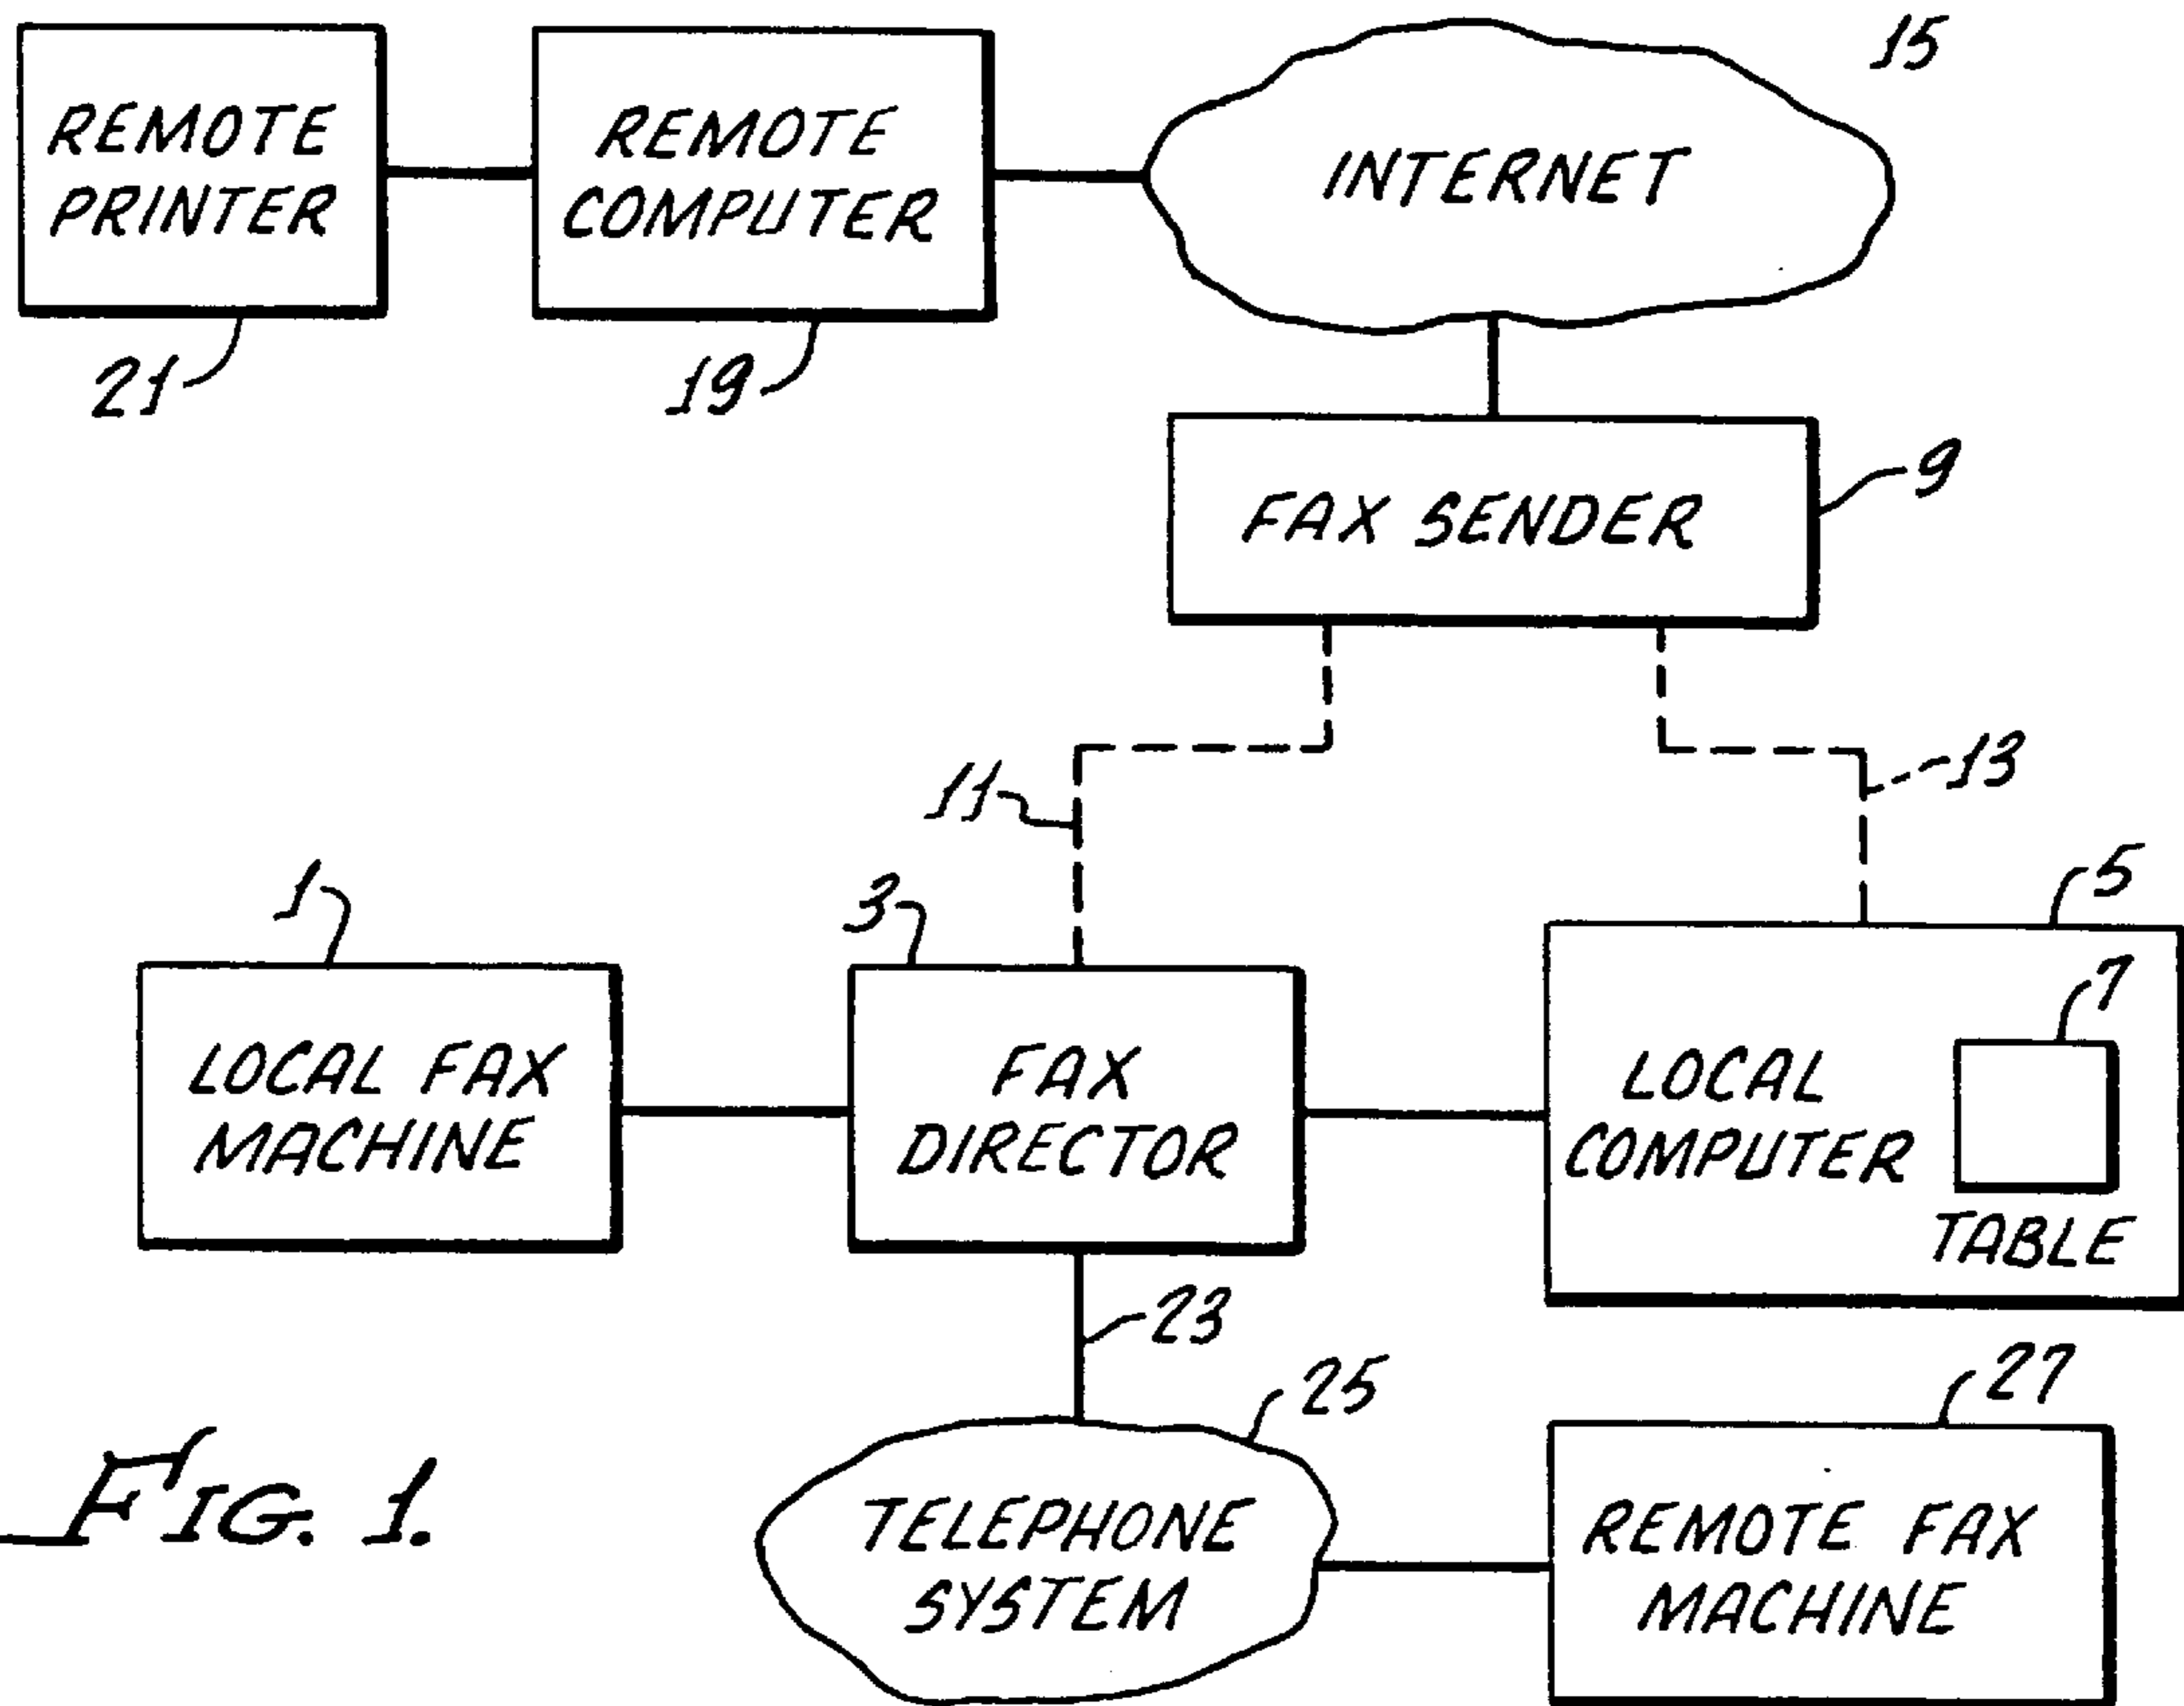 15
REMOTE
PRINTER
REMOTE
COMPUTER
INTERNET
21
19
9
FAX SENDER
11
13
1
3
5
7
LOCAL FAX
MACHINE
FAX
DIRECTOR
LOCAL
COMPUTER
TABLE
23
25
27
FIG. 1.
TELEPHONE
SYSTEM
REMOTE FAX
MACHINE